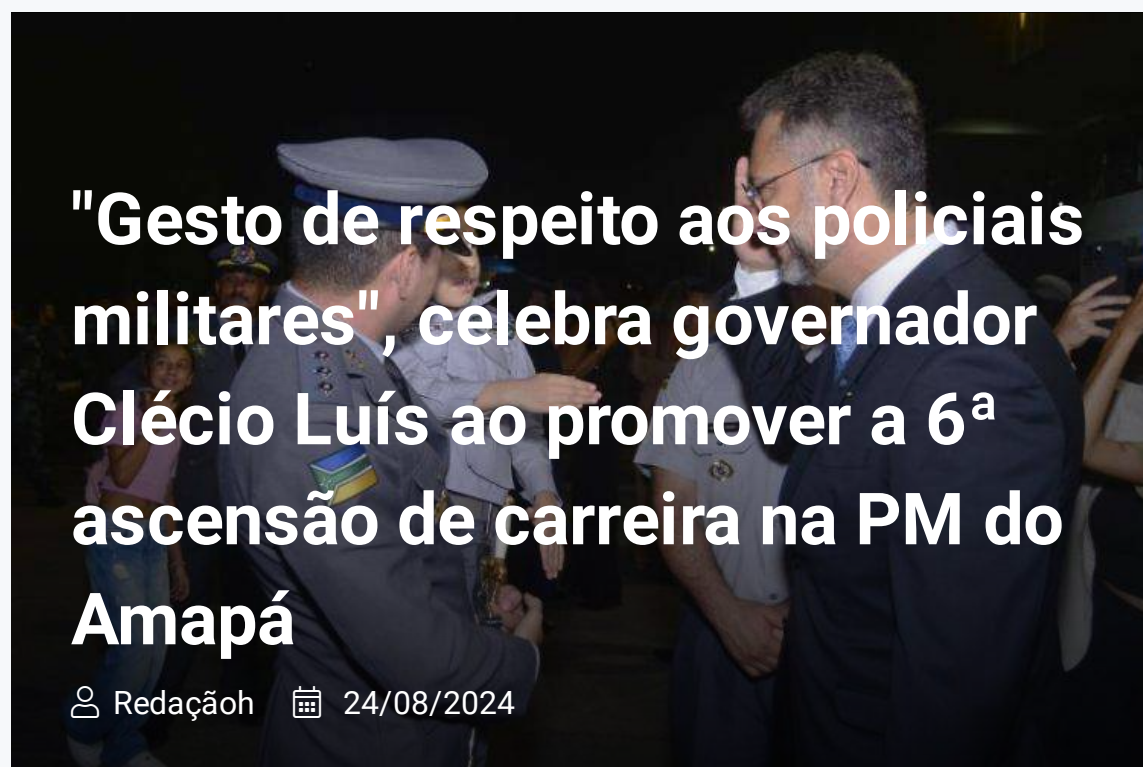 "Gesto de respeito aos policiais
militares", celebra governador
Clécio Luís ao promover a 6ª
ascensão de carreira na PM do
Amapá
Redaçãoh 24/08/2024